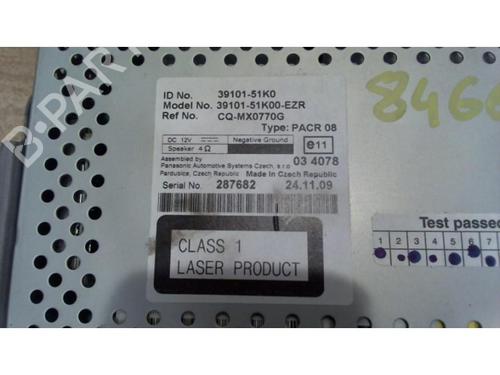 ID No. 39101-51K0
Model No. 39101-51K00-EZR
Ref No. CQ-MX0770G
Type: PACR 08
DC 12V Negative Ground
Speaker 4Ω
e11
03 4078
Assembled by
Panasonic Automotive Systems Czech, s.r.o
Pardubice, Czech Republic Made in Czech Republic
Serial No. 287682 24.11.09
CLASS 1
LASER PRODUCT
8466
Test passed
1 2 3 4 5 6 7
B-PARTS